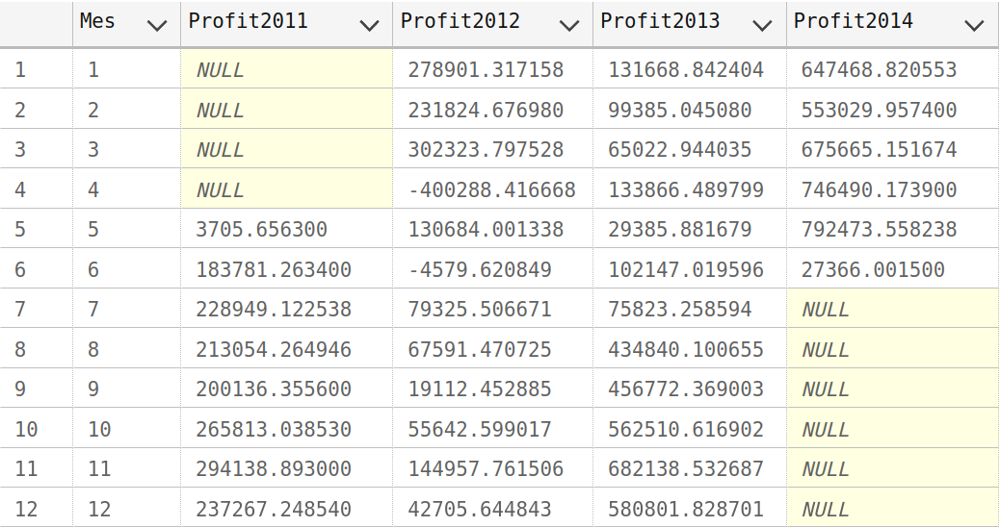 Mes Profit2011 Profit2012 Profit2013 Profit2014
1 1 NULL 278901.317158 131668.842404 647468.820553
2 2 NULL 231824.676980 99385.045080 553029.957400
3 3 NULL 302323.797528 65022.944035 675665.151674
4 4 NULL -400288.416668 133866.489799 746490.173900
5 5 3705.656300 130684.001338 29385.881679 792473.558238
6 6 183781.263400 -4579.620849 102147.019596 27366.001500
7 7 228949.122538 79325.506671 75823.258594 NULL
8 8 213054.264946 67591.470725 434840.100655 NULL
9 9 200136.355600 19112.452885 456772.369003 NULL
10 10 265813.038530 55642.599017 562510.616902 NULL
11 11 294138.893000 144957.761506 682138.532687 NULL
12 12 237267.248540 42705.644843 580801.828701 NULL